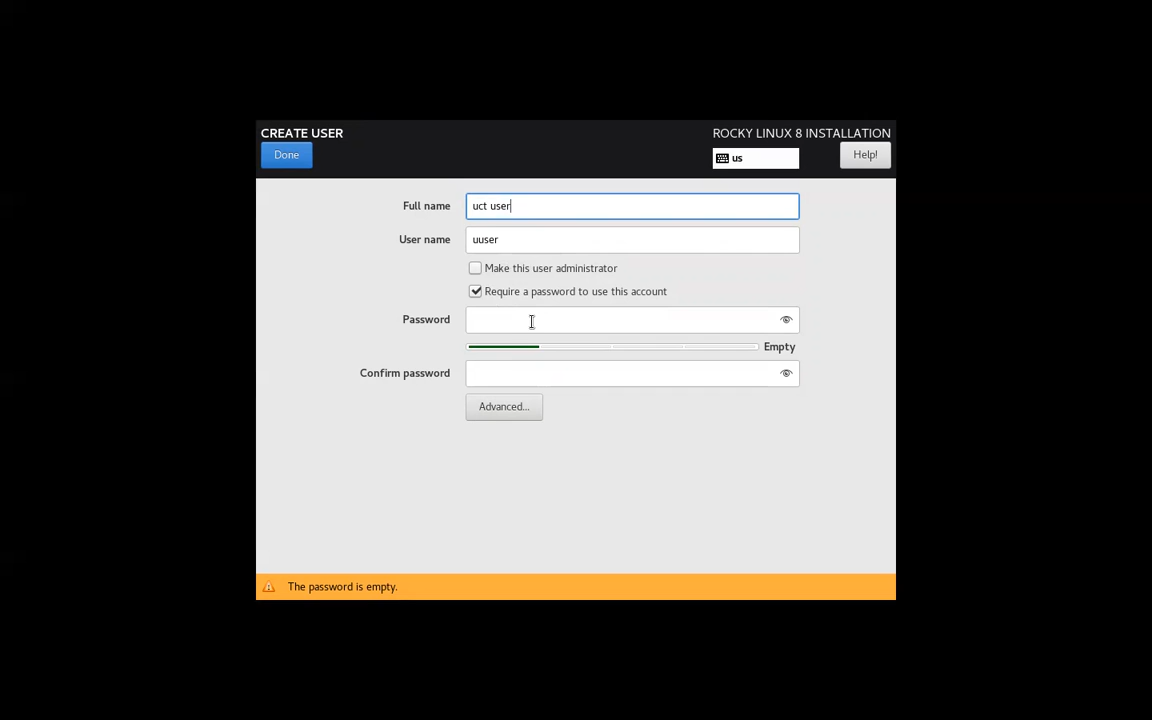 CREATE USER
ROCKY LINUX 8 INSTALLATION
Done
us
Help!
Full name
uct user
User name
uuser
Make this user administrator
Require a password to use this account
Password
Empty
Confirm password
Advanced...
The password is empty.